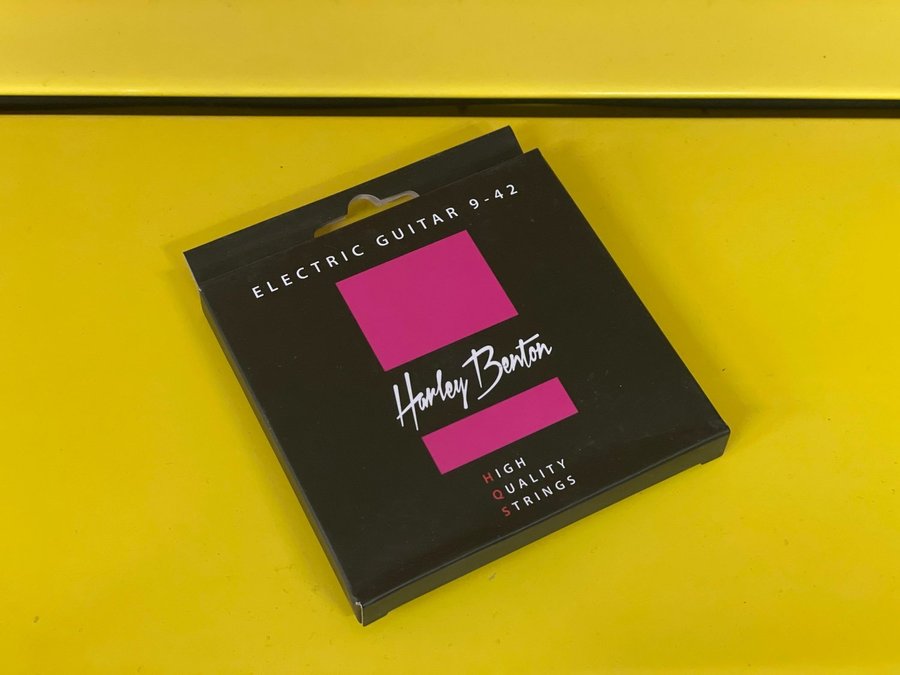 ELECTRIC GUITAR 9-42
Harley Benton
HIGH
QUALITY
STRINGS